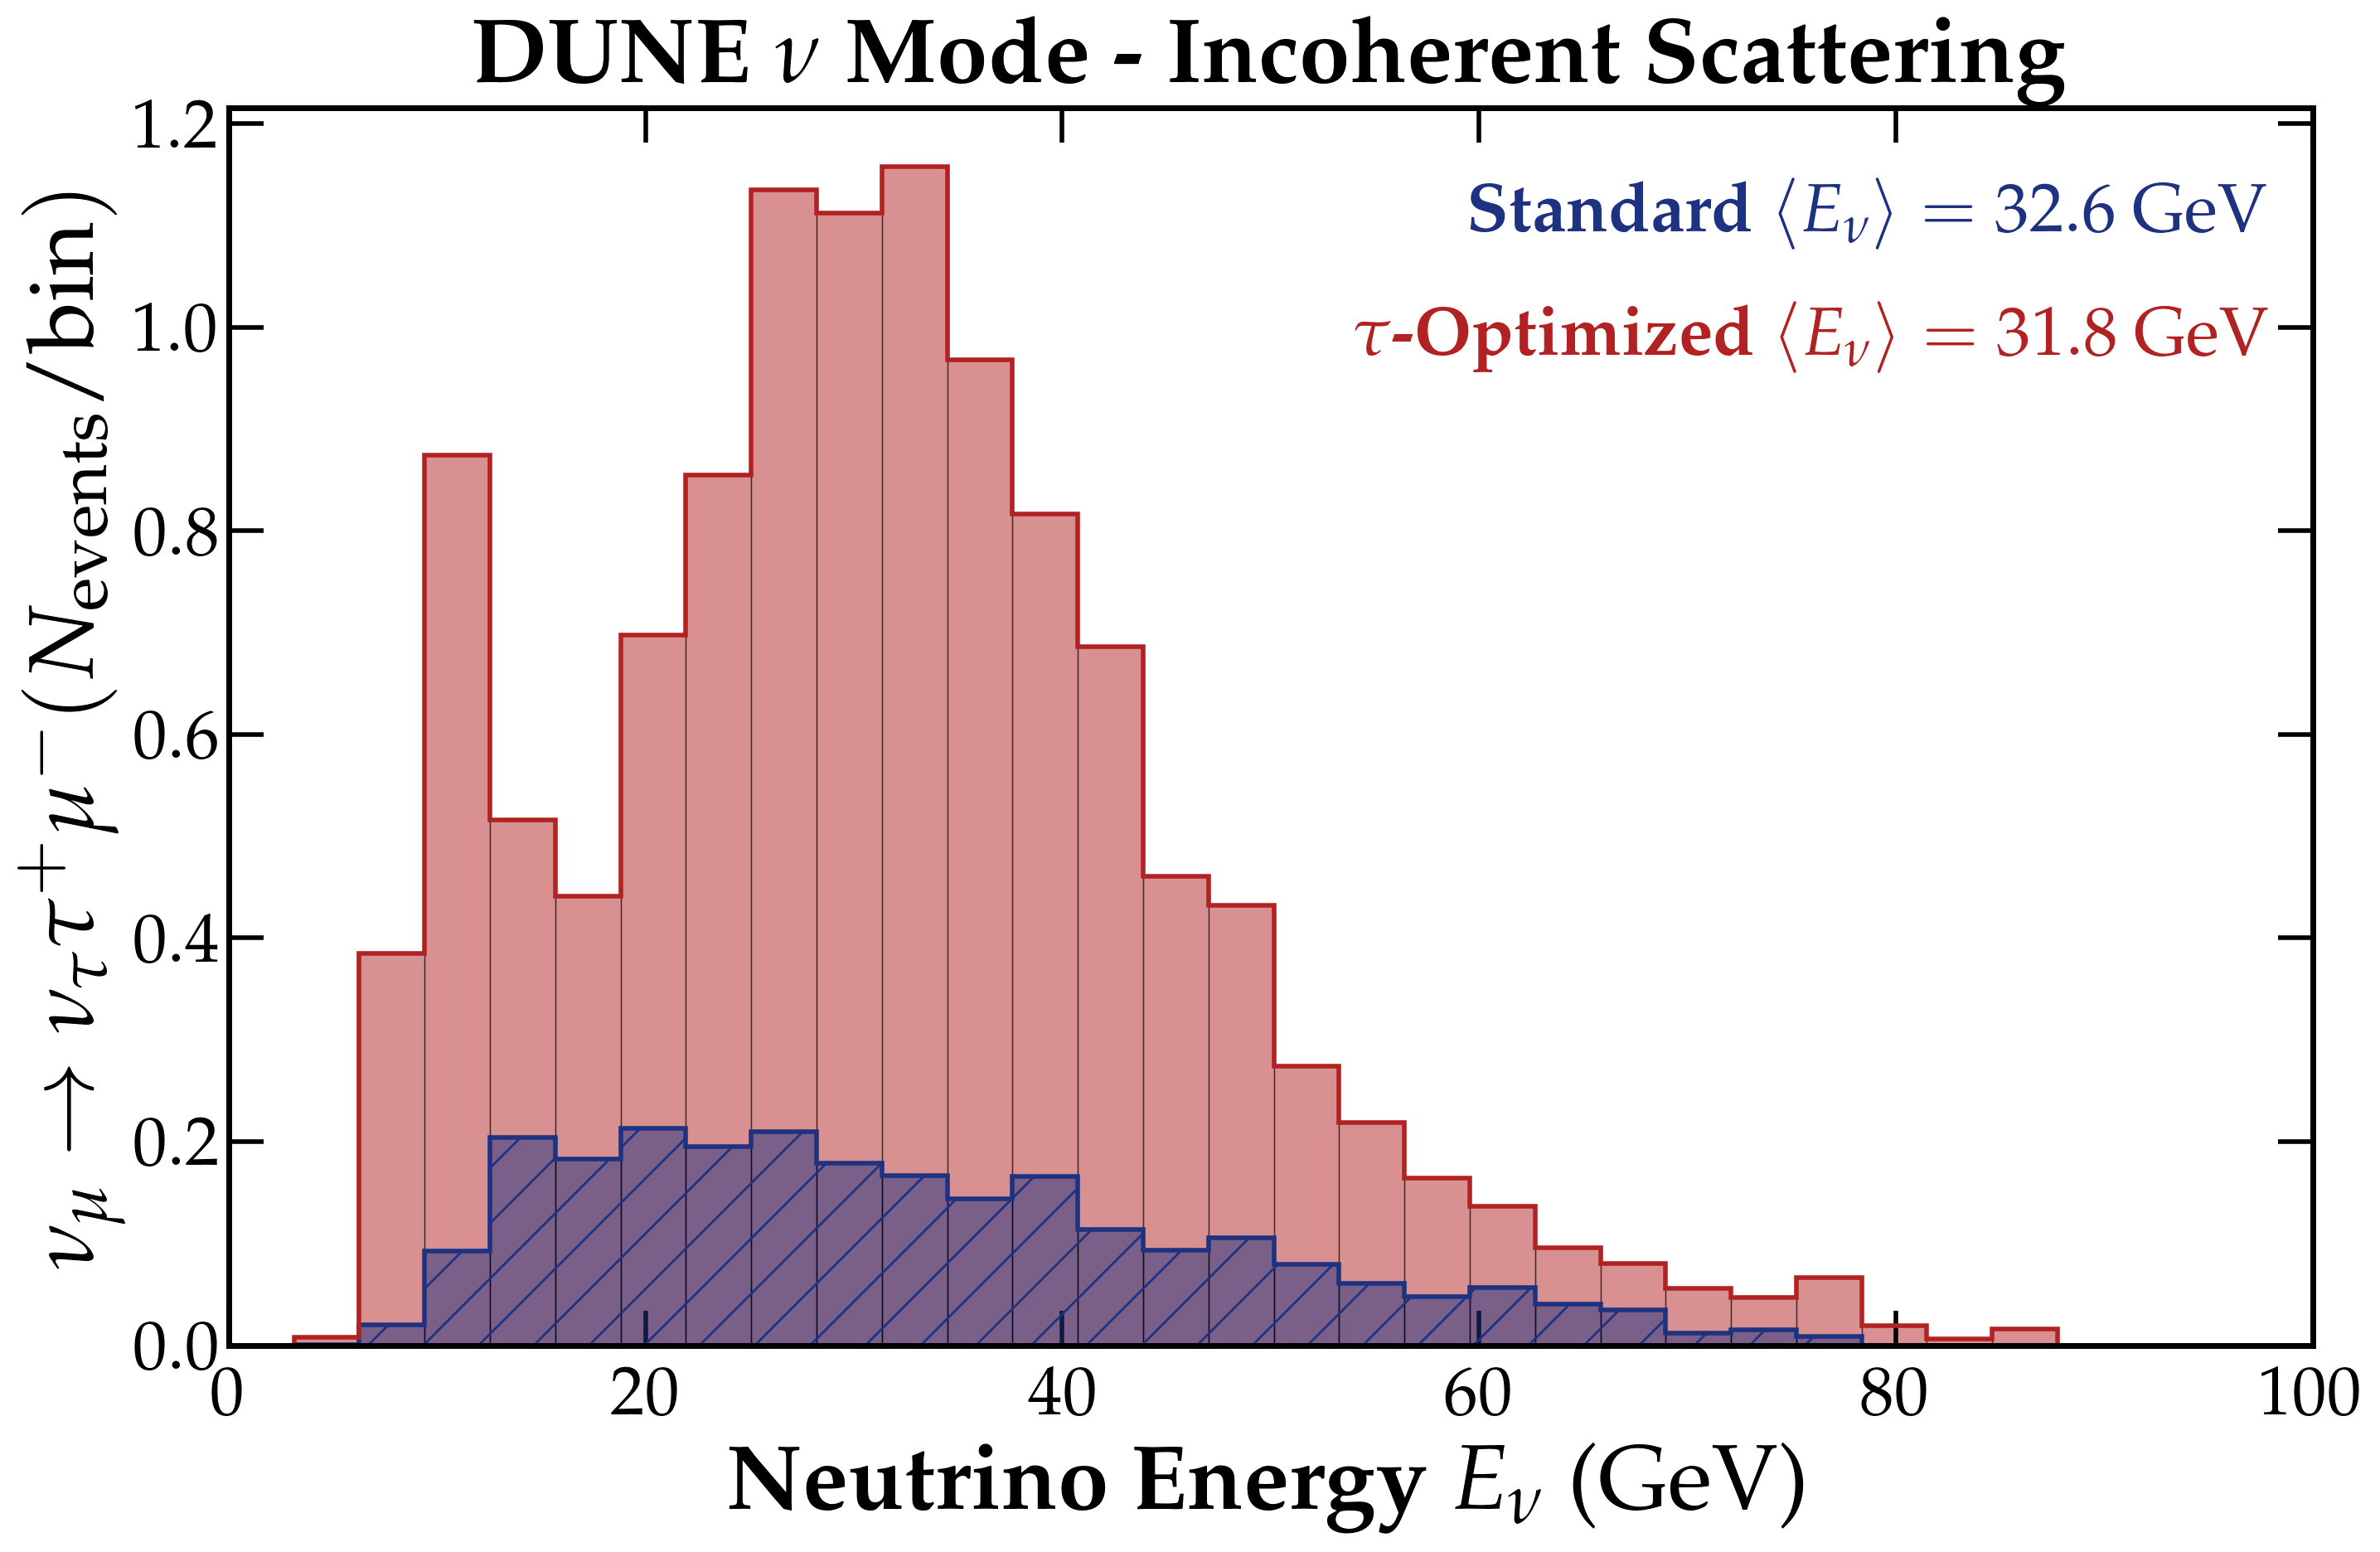 DUNE ν Mode - Incoherent Scattering
ν_μ → ν_τ τ⁺ μ⁻ (N_events/bin)
1.2
1.0
0.8
0.6
0.4
0.2
0.0
Standard ⟨E_ν⟩ = 32.6 GeV
τ-Optimized ⟨E_ν⟩ = 31.8 GeV
0 20 40 60 80 100
Neutrino Energy E_ν (GeV)